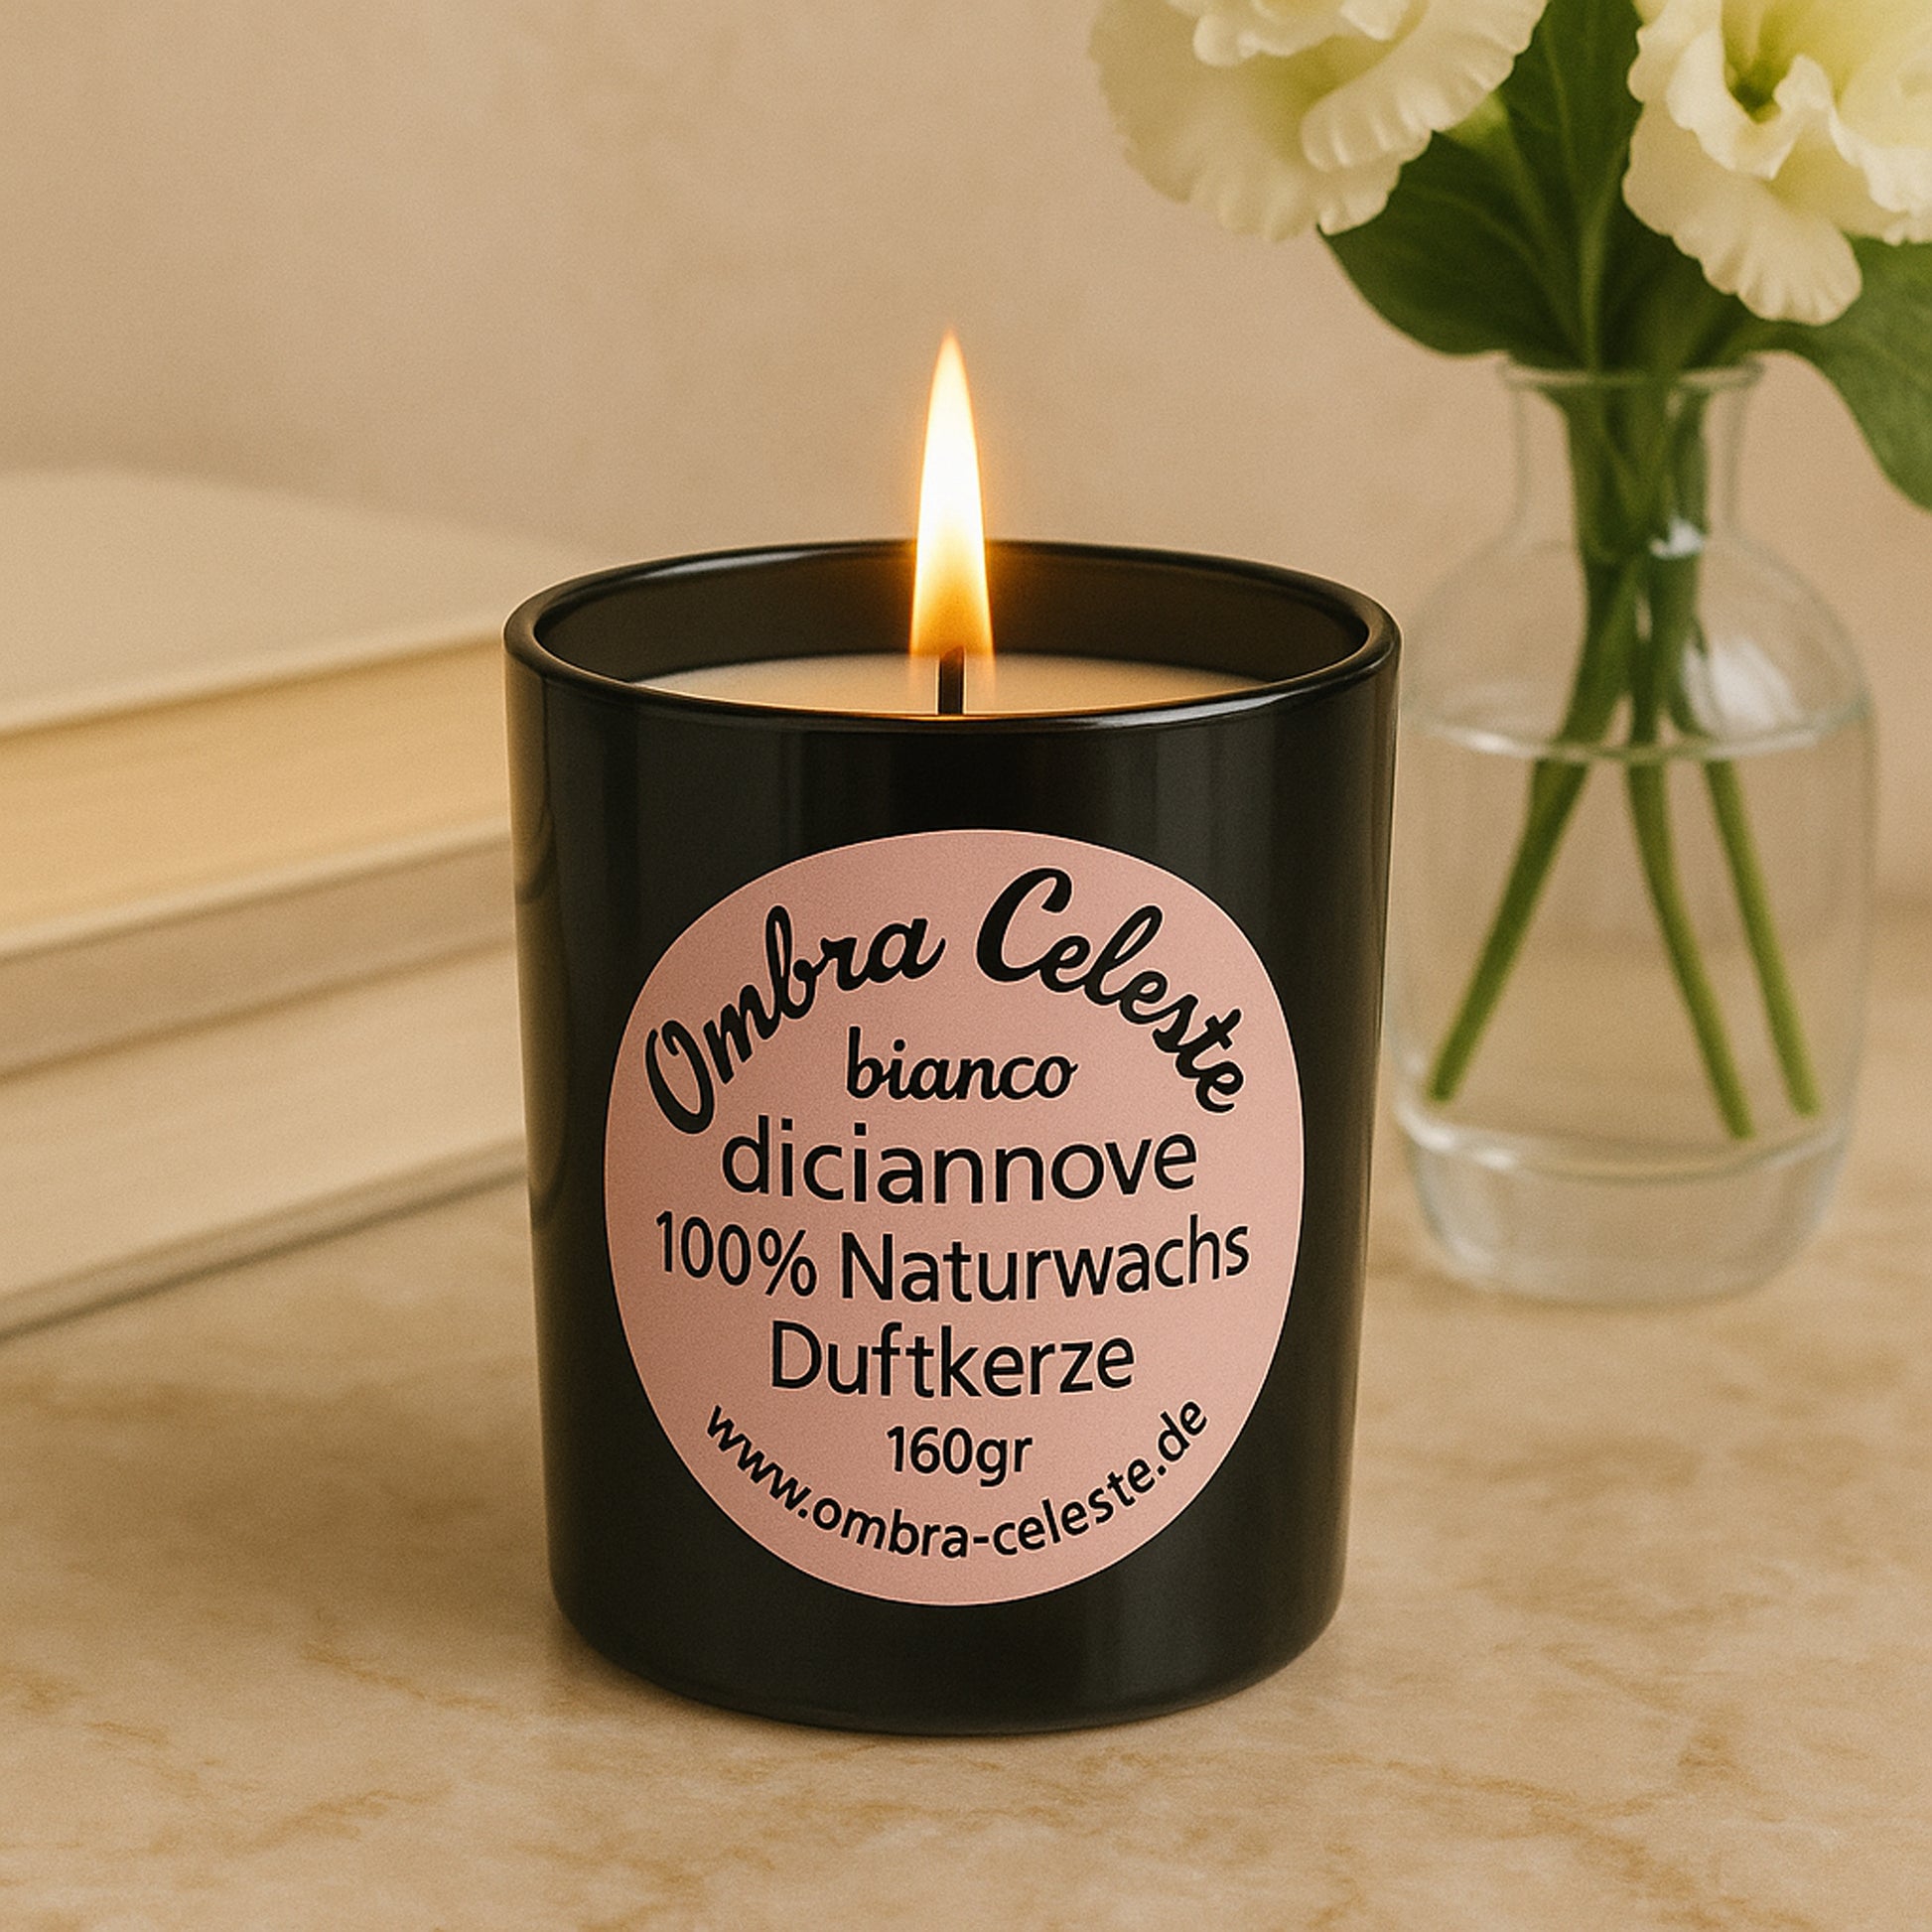 Ombra Celeste
bianco
diciannove
100% Naturwachs
Duftkerze
160gr
www.ombra-celeste.de